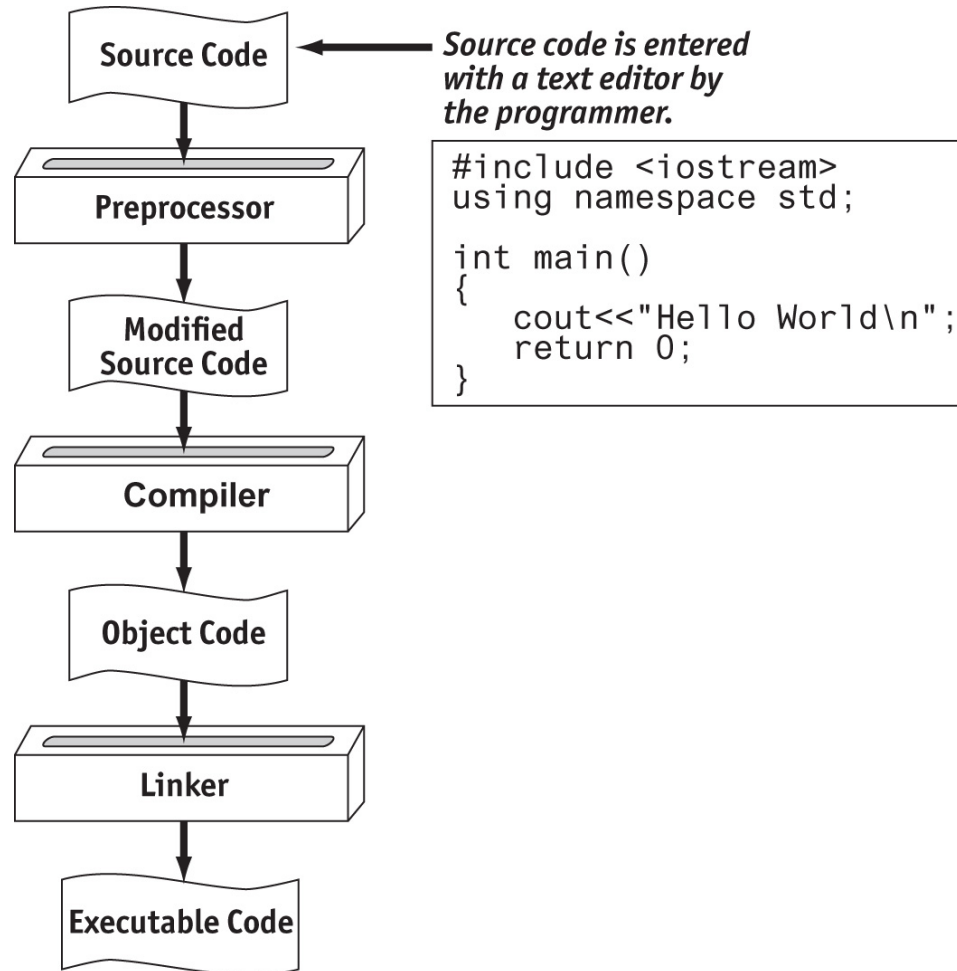 Source Code
Source code is entered
with a text editor by
the programmer.
Preprocessor
#include <iostream>
using namespace std;
int main()
{
cout<<"Hello World\n";
return 0;
}
Modified
Source Code
Compiler
Object Code
Linker
Executable Code